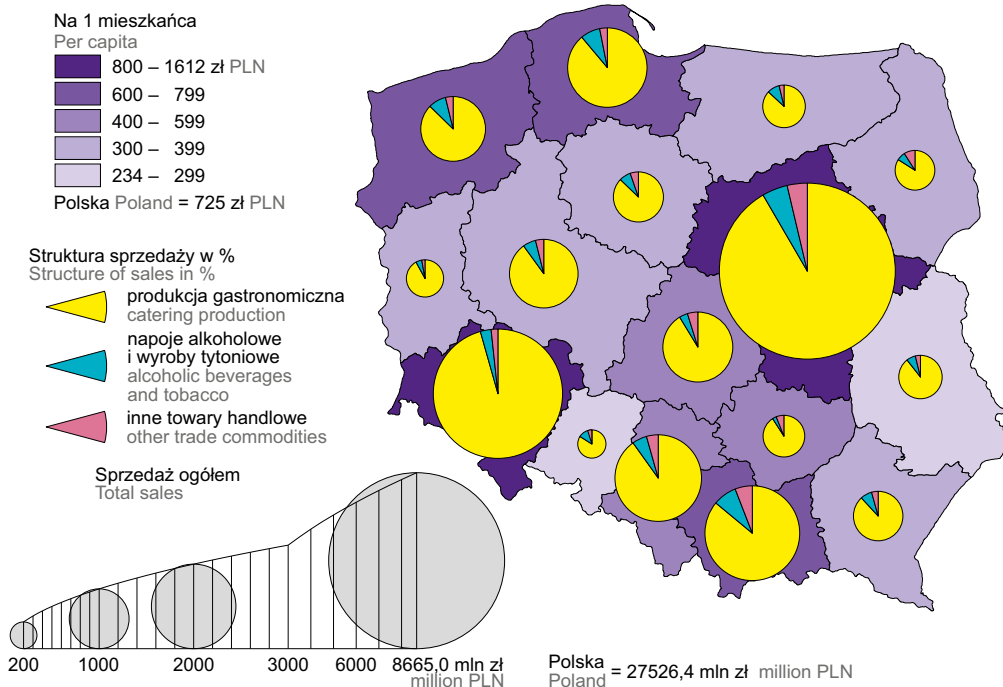 Na 1 mieszkańca
Per capita
800 – 1612 zł PLN
600 – 799
400 – 599
300 – 399
234 – 299
Polska Poland = 725 zł PLN
Struktura sprzedaży w %
Structure of sales in %
produkcja gastronomiczna
catering production
napoje alkoholowe
i wyroby tytoniowe
alcoholic beverages
and tobacco
inne towary handlowe
other trade commodities
Sprzedaż ogółem
Total sales
200 1000 2000 3000 6000 8665,0 mln zł
million PLN
Polska
Poland = 27526,4 mln zł million PLN